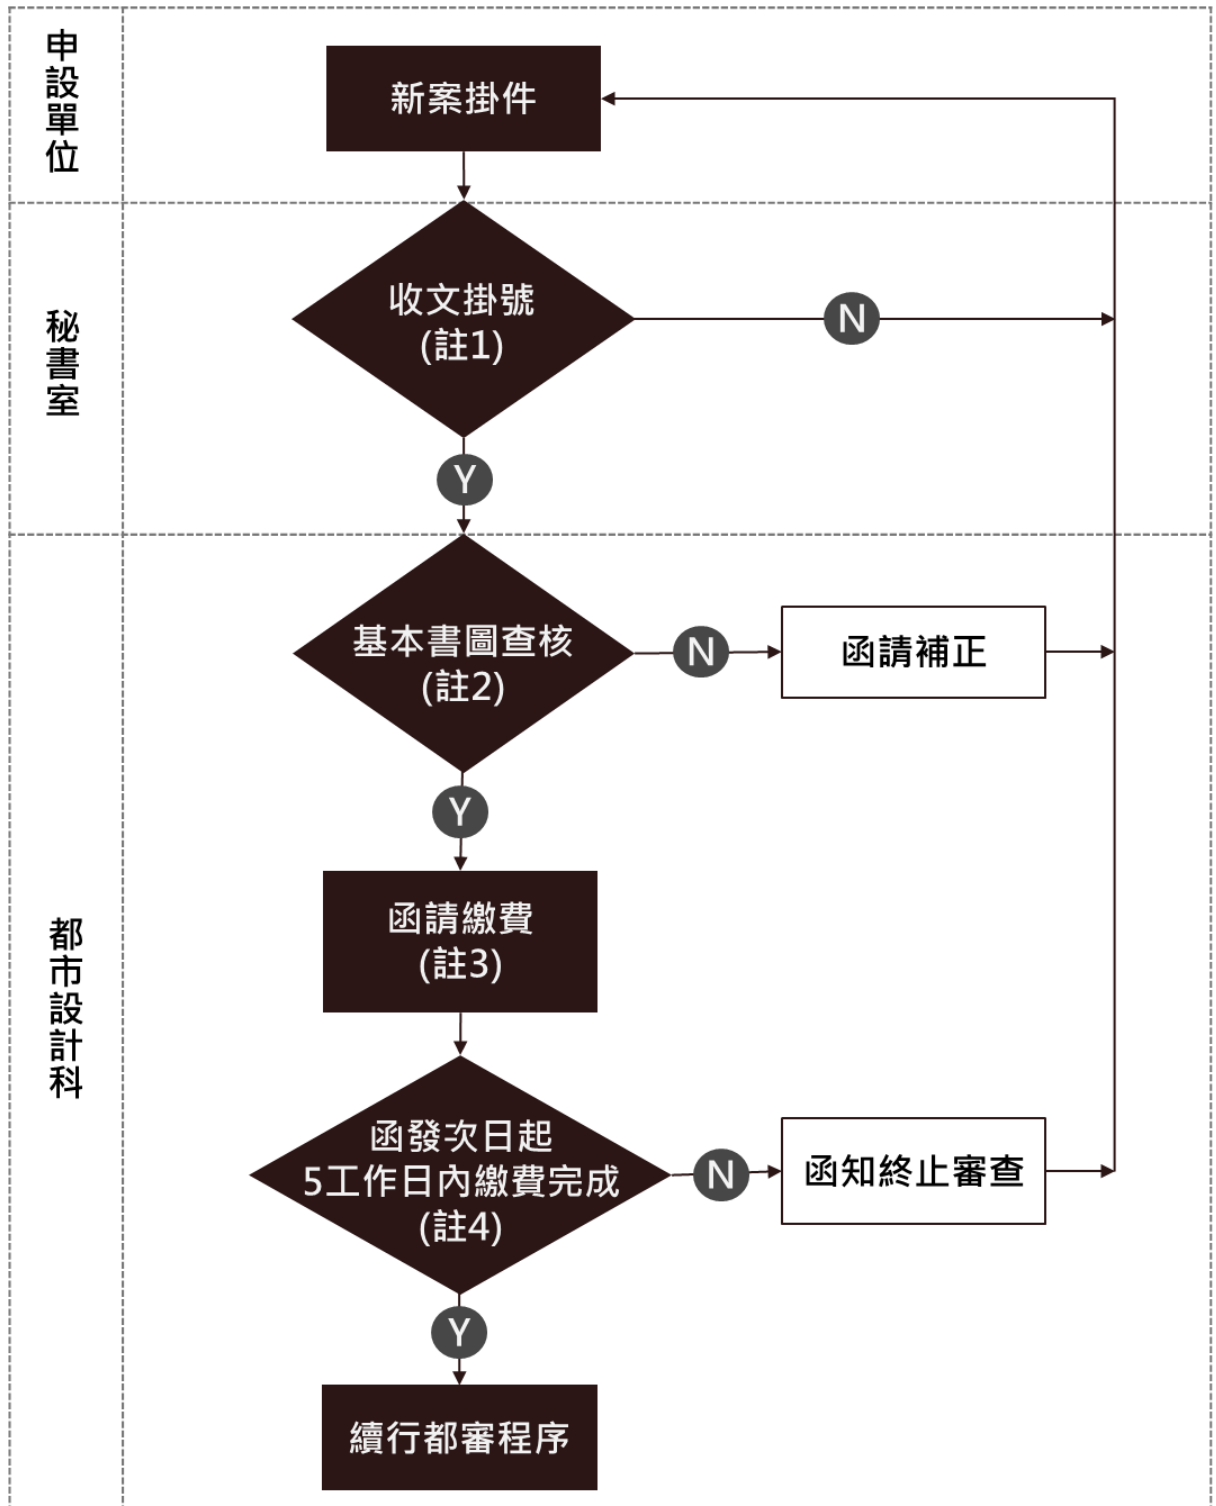 申設單位
新案掛件
秘書室
收文掛號
(註1)
N
Y
都市設計科
基本書圖查核
(註2)
N
函請補正
Y
函請繳費
(註3)
函發次日起
5工作日內繳費完成
(註4)
N
函知終止審查
Y
續行都審程序